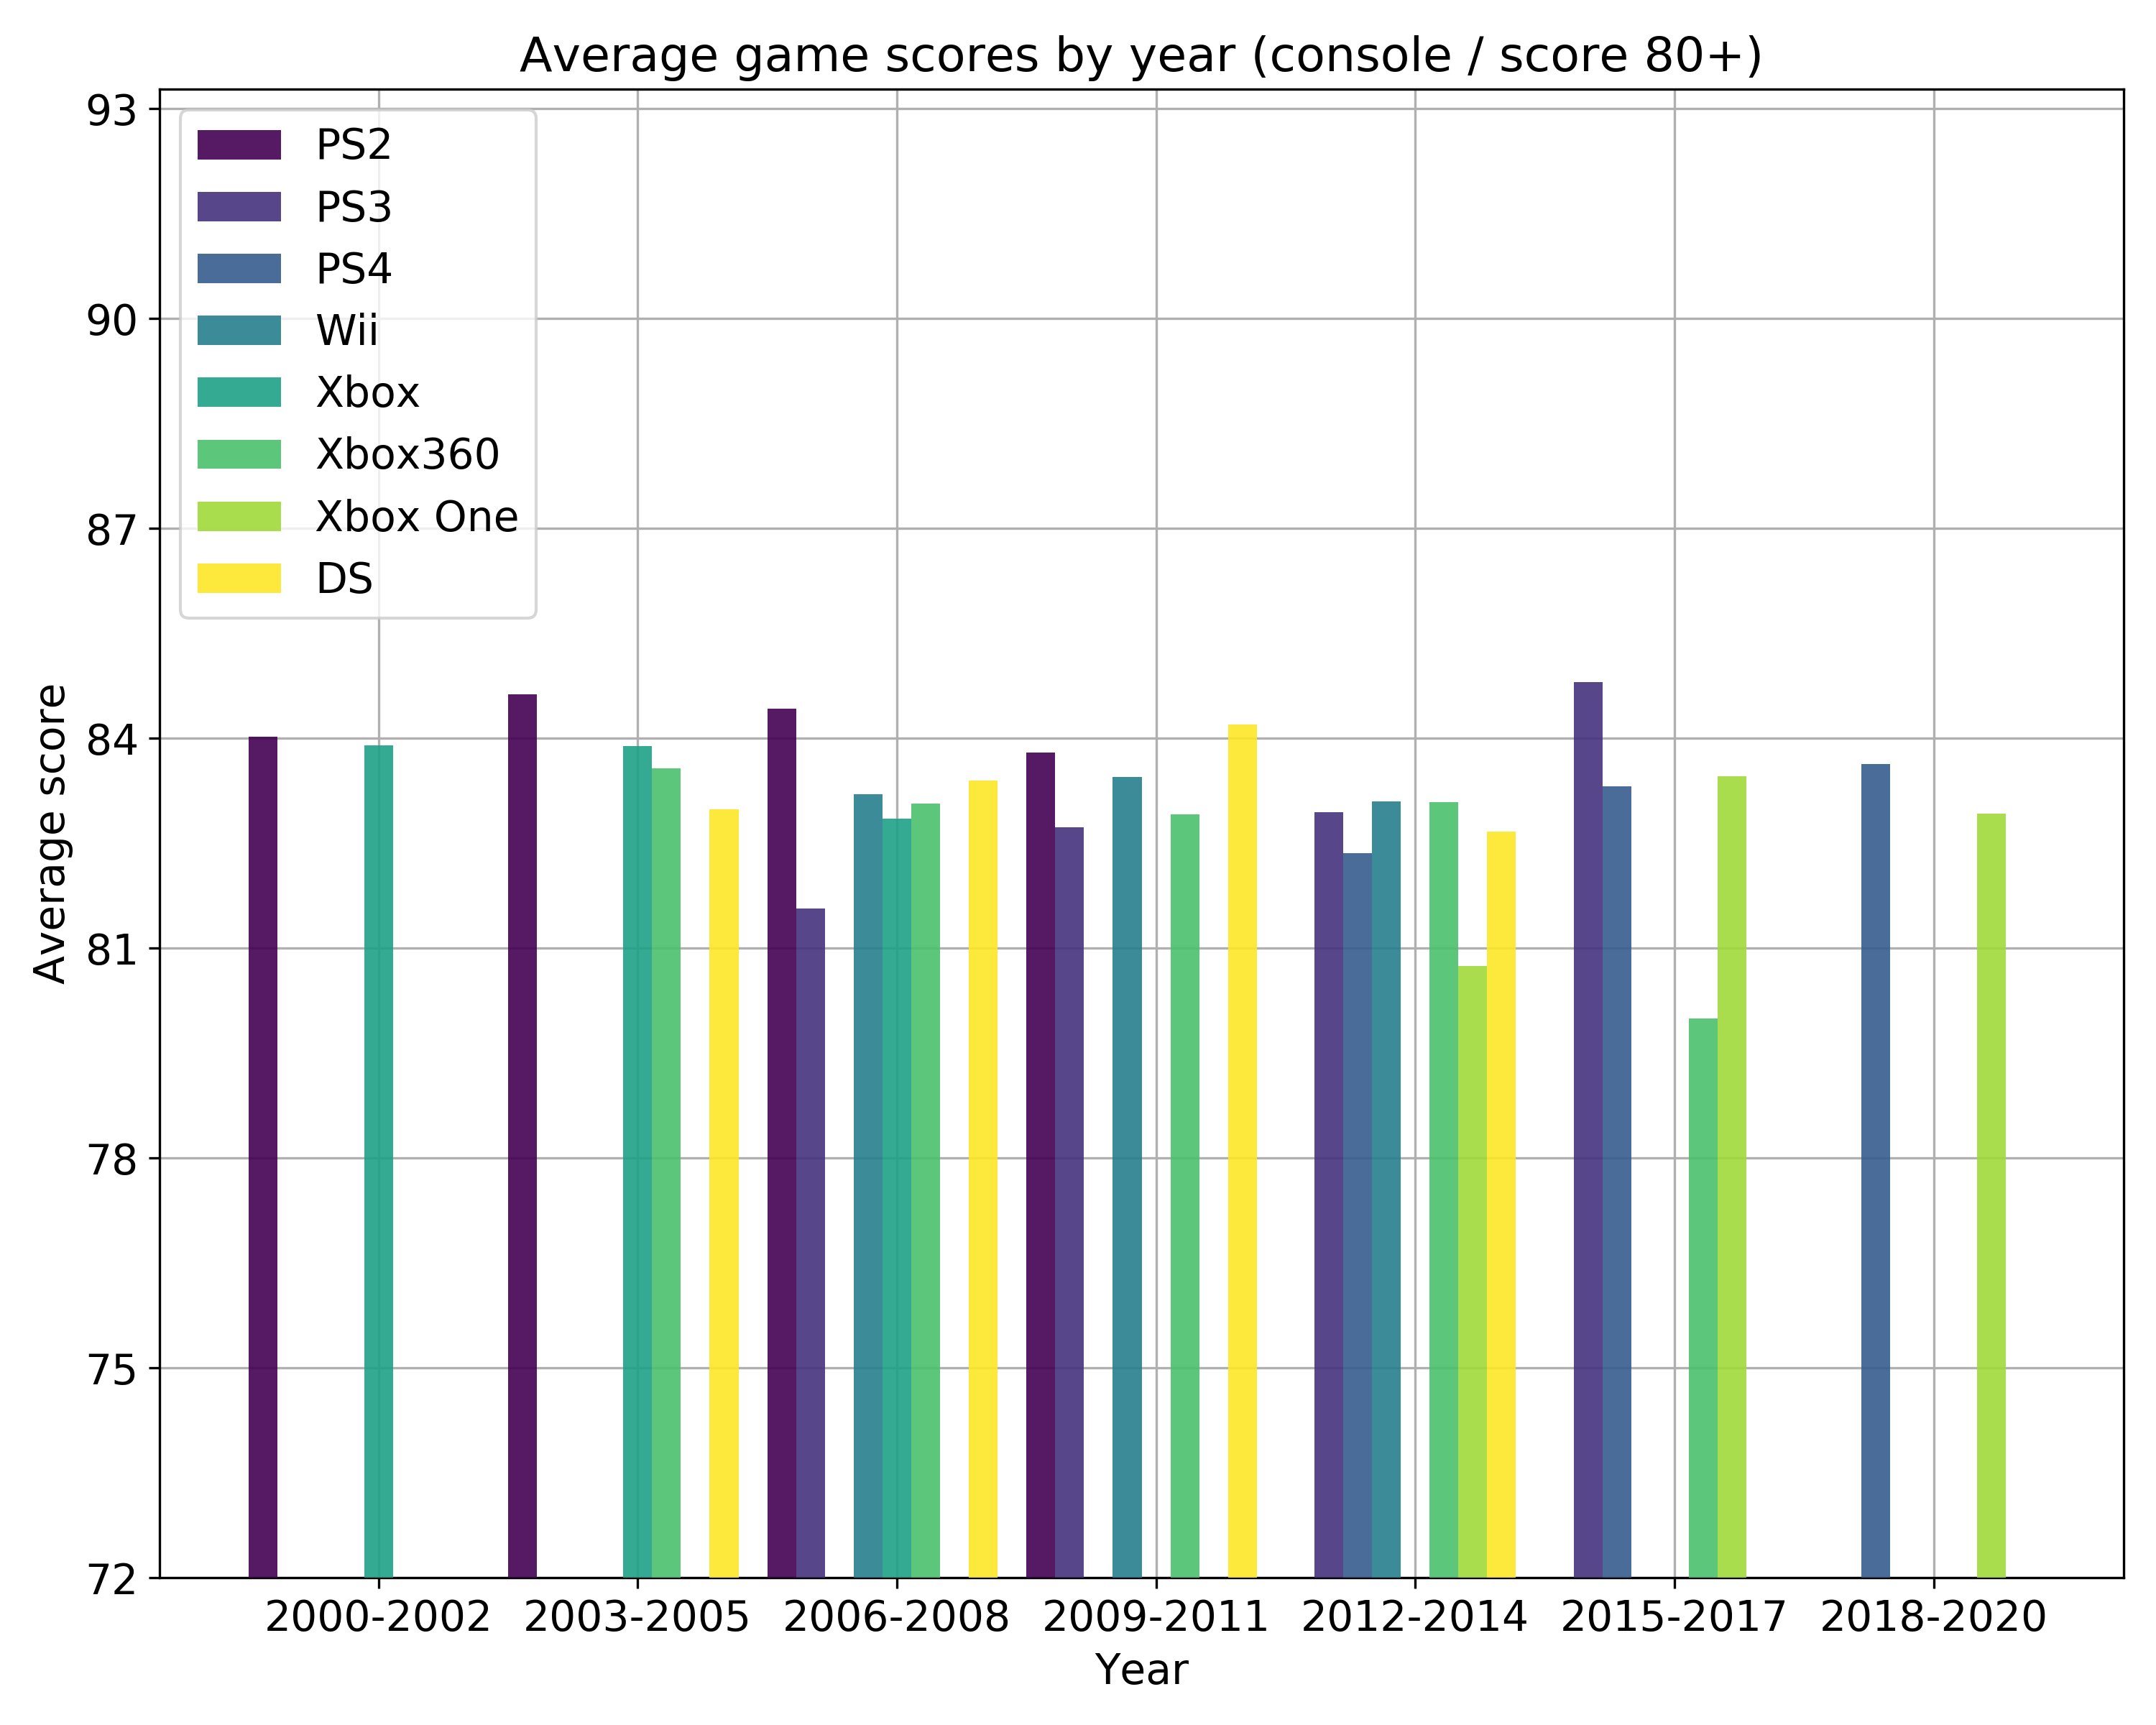 Average game scores by year (console / score 80+)
93
90
87
84
81
78
75
72
Average score
PS2
PS3
PS4
Wii
Xbox
Xbox360
Xbox One
DS
2000-2002 2003-2005 2006-2008 2009-2011 2012-2014 2015-2017 2018-2020
Year